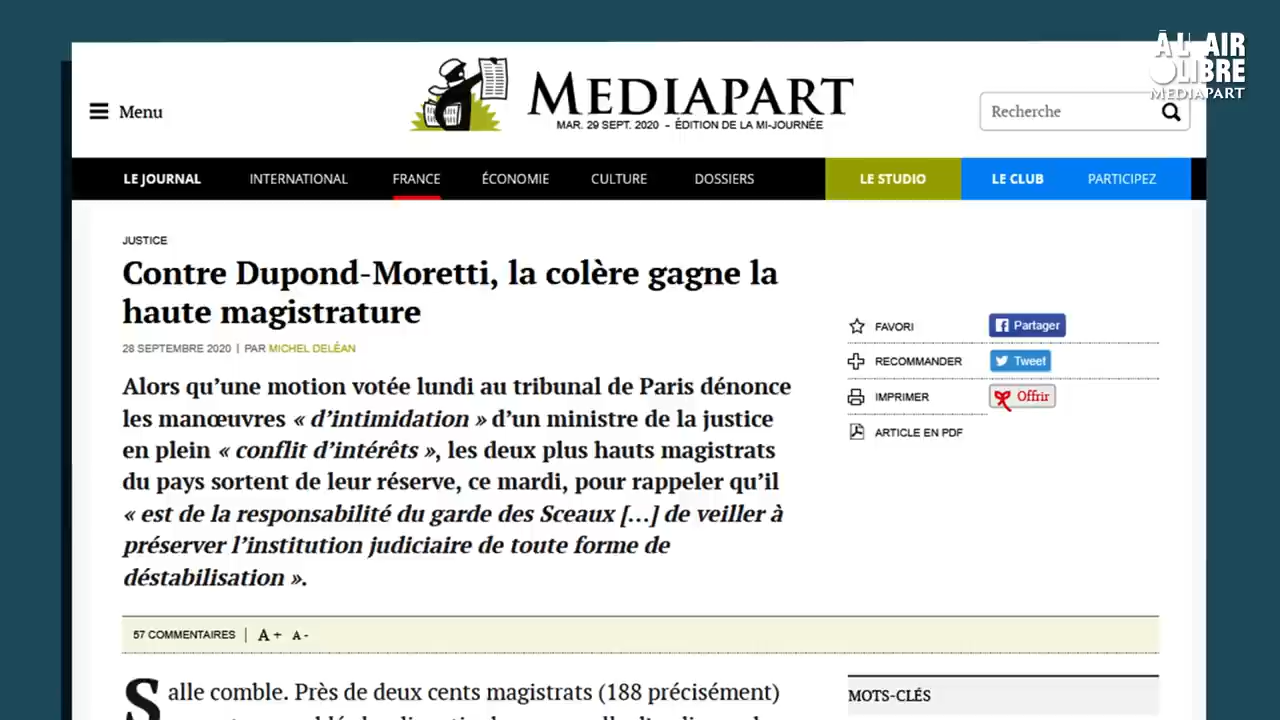 À L'AIR
LIBRE
MEDIAPART
Menu
MEDIAPART
MAR. 29 SEPT. 2020 - ÉDITION DE LA MI-JOURNÉE
Recherche
LE JOURNAL INTERNATIONAL FRANCE ÉCONOMIE CULTURE DOSSIERS LE STUDIO LE CLUB PARTICIPEZ
JUSTICE
Contre Dupond-Moretti, la colère gagne la
haute magistrature
28 SEPTEMBRE 2020 | PAR MICHEL DELÉAN
Alors qu'une motion votée lundi au tribunal de Paris dénonce
les manœuvres « d'intimidation » d'un ministre de la justice
en plein « conflit d'intérêts », les deux plus hauts magistrats
du pays sortent de leur réserve, ce mardi, pour rappeler qu'il
« est de la responsabilité du garde des Sceaux [...] de veiller à
préserver l'institution judiciaire de toute forme de
déstabilisation ».
FAVORI Partager
RECOMMANDER Tweet
IMPRIMER Offrir
ARTICLE EN PDF
57 COMMENTAIRES | A + A -
Salle comble. Près de deux cents magistrats (188 précisément)
MOTS-CLÉS